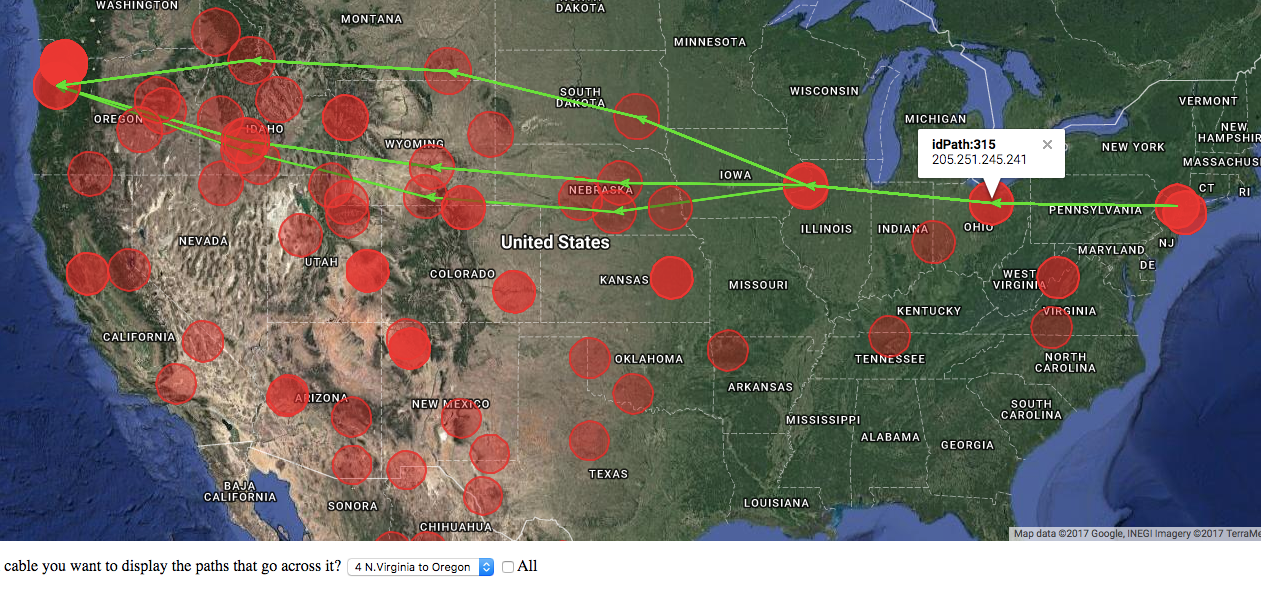 WASHINGTON
MONTANA
DAKOTA
MINNESOTA
SOUTH
DAKOTA
WISCONSIN
VERMONT
OREGON
IDAHO
MICHIGAN
NEW
HAMPSHIR
WYOMING
idPath:315
205.251.245.241
NEW YORK
MASSACHUS
IOWA
NEBRASKA
CT
RI
PENNSYLVANIA
ILLINOIS
INDIANA
OHIO
NEVADA
United States
NJ
MARYLAND
DE
UTAH
COLORADO
KANSAS
MISSOURI
WEST
VIRGINIA
KENTUCKY
VIRGINIA
CALIFORNIA
OKLAHOMA
TENNESSEE
NORTH
CAROLINA
ARKANSAS
ARIZONA
NEW MEXICO
SOUTH
CAROLINA
MISSISSIPPI
ALABAMA
GEORGIA
TEXAS
BAJA
CALIFORNIA
SONORA
LOUISIANA
CHIHUAHUA
Map data ©2017 Google, INEGI Imagery ©2017 TerraMe
cable you want to display the paths that go across it? 4 N.Virginia to Oregon All